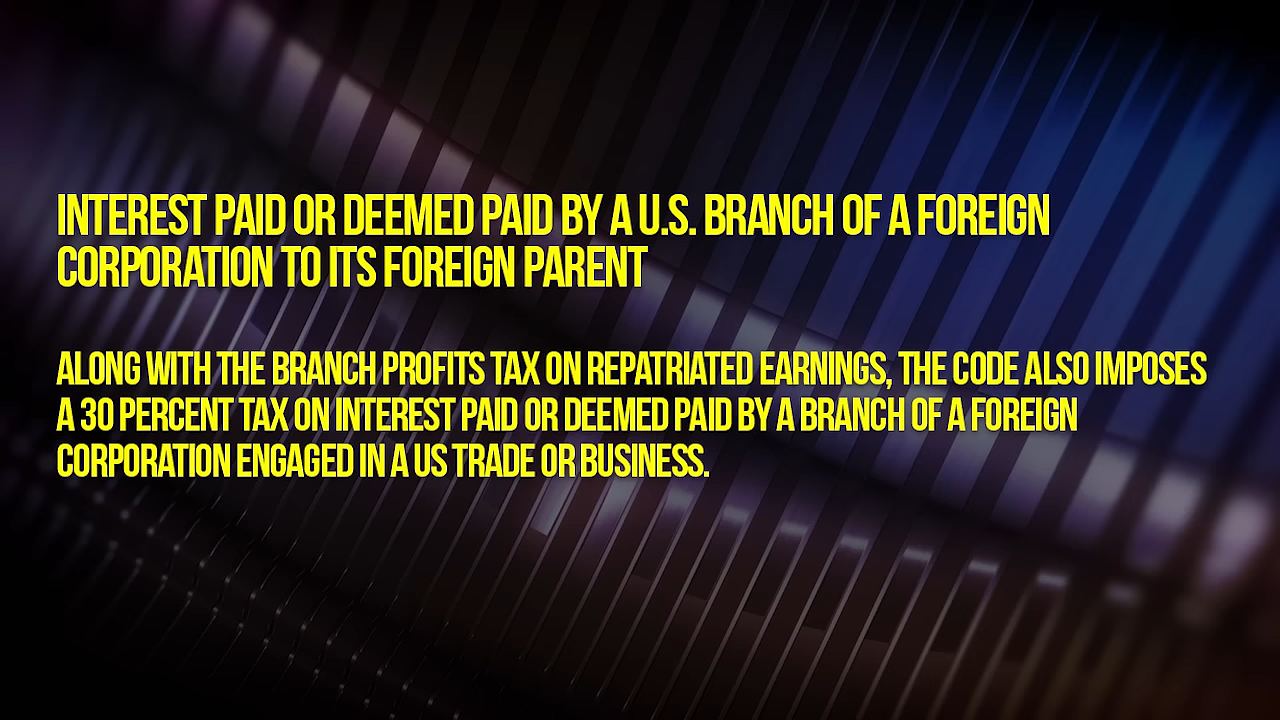 INTEREST PAID OR DEEMED PAID BY A U.S. BRANCH OF A FOREIGN
CORPORATION TO ITS FOREIGN PARENT
ALONG WITH THE BRANCH PROFITS TAX ON REPATRIATED EARNINGS, THE CODE ALSO IMPOSES
A 30 PERCENT TAX ON INTEREST PAID OR DEEMED PAID BY A BRANCH OF A FOREIGN
CORPORATION ENGAGED IN A US TRADE OR BUSINESS.